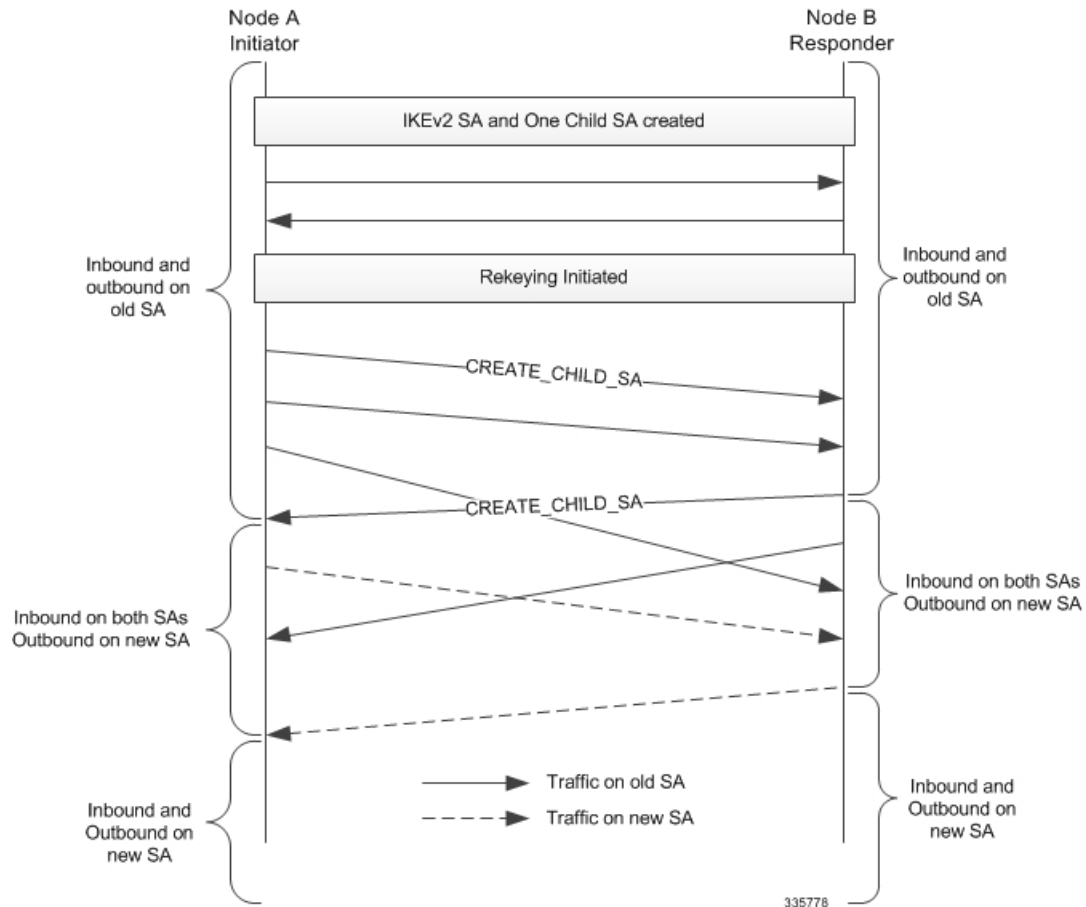 Node A
Initiator
Node B
Responder
IKEv2 SA and One Child SA created
Inbound and
outbound on
old SA
Inbound and
outbound on
old SA
Rekeying Initiated
CREATE_CHILD_SA
CREATE_CHILD_SA
Inbound on both SAs
Outbound on new SA
Inbound on both SAs
Outbound on new SA
Traffic on old SA
Traffic on new SA
Inbound and
Outbound on
new SA
Inbound and
Outbound on
new SA
335778